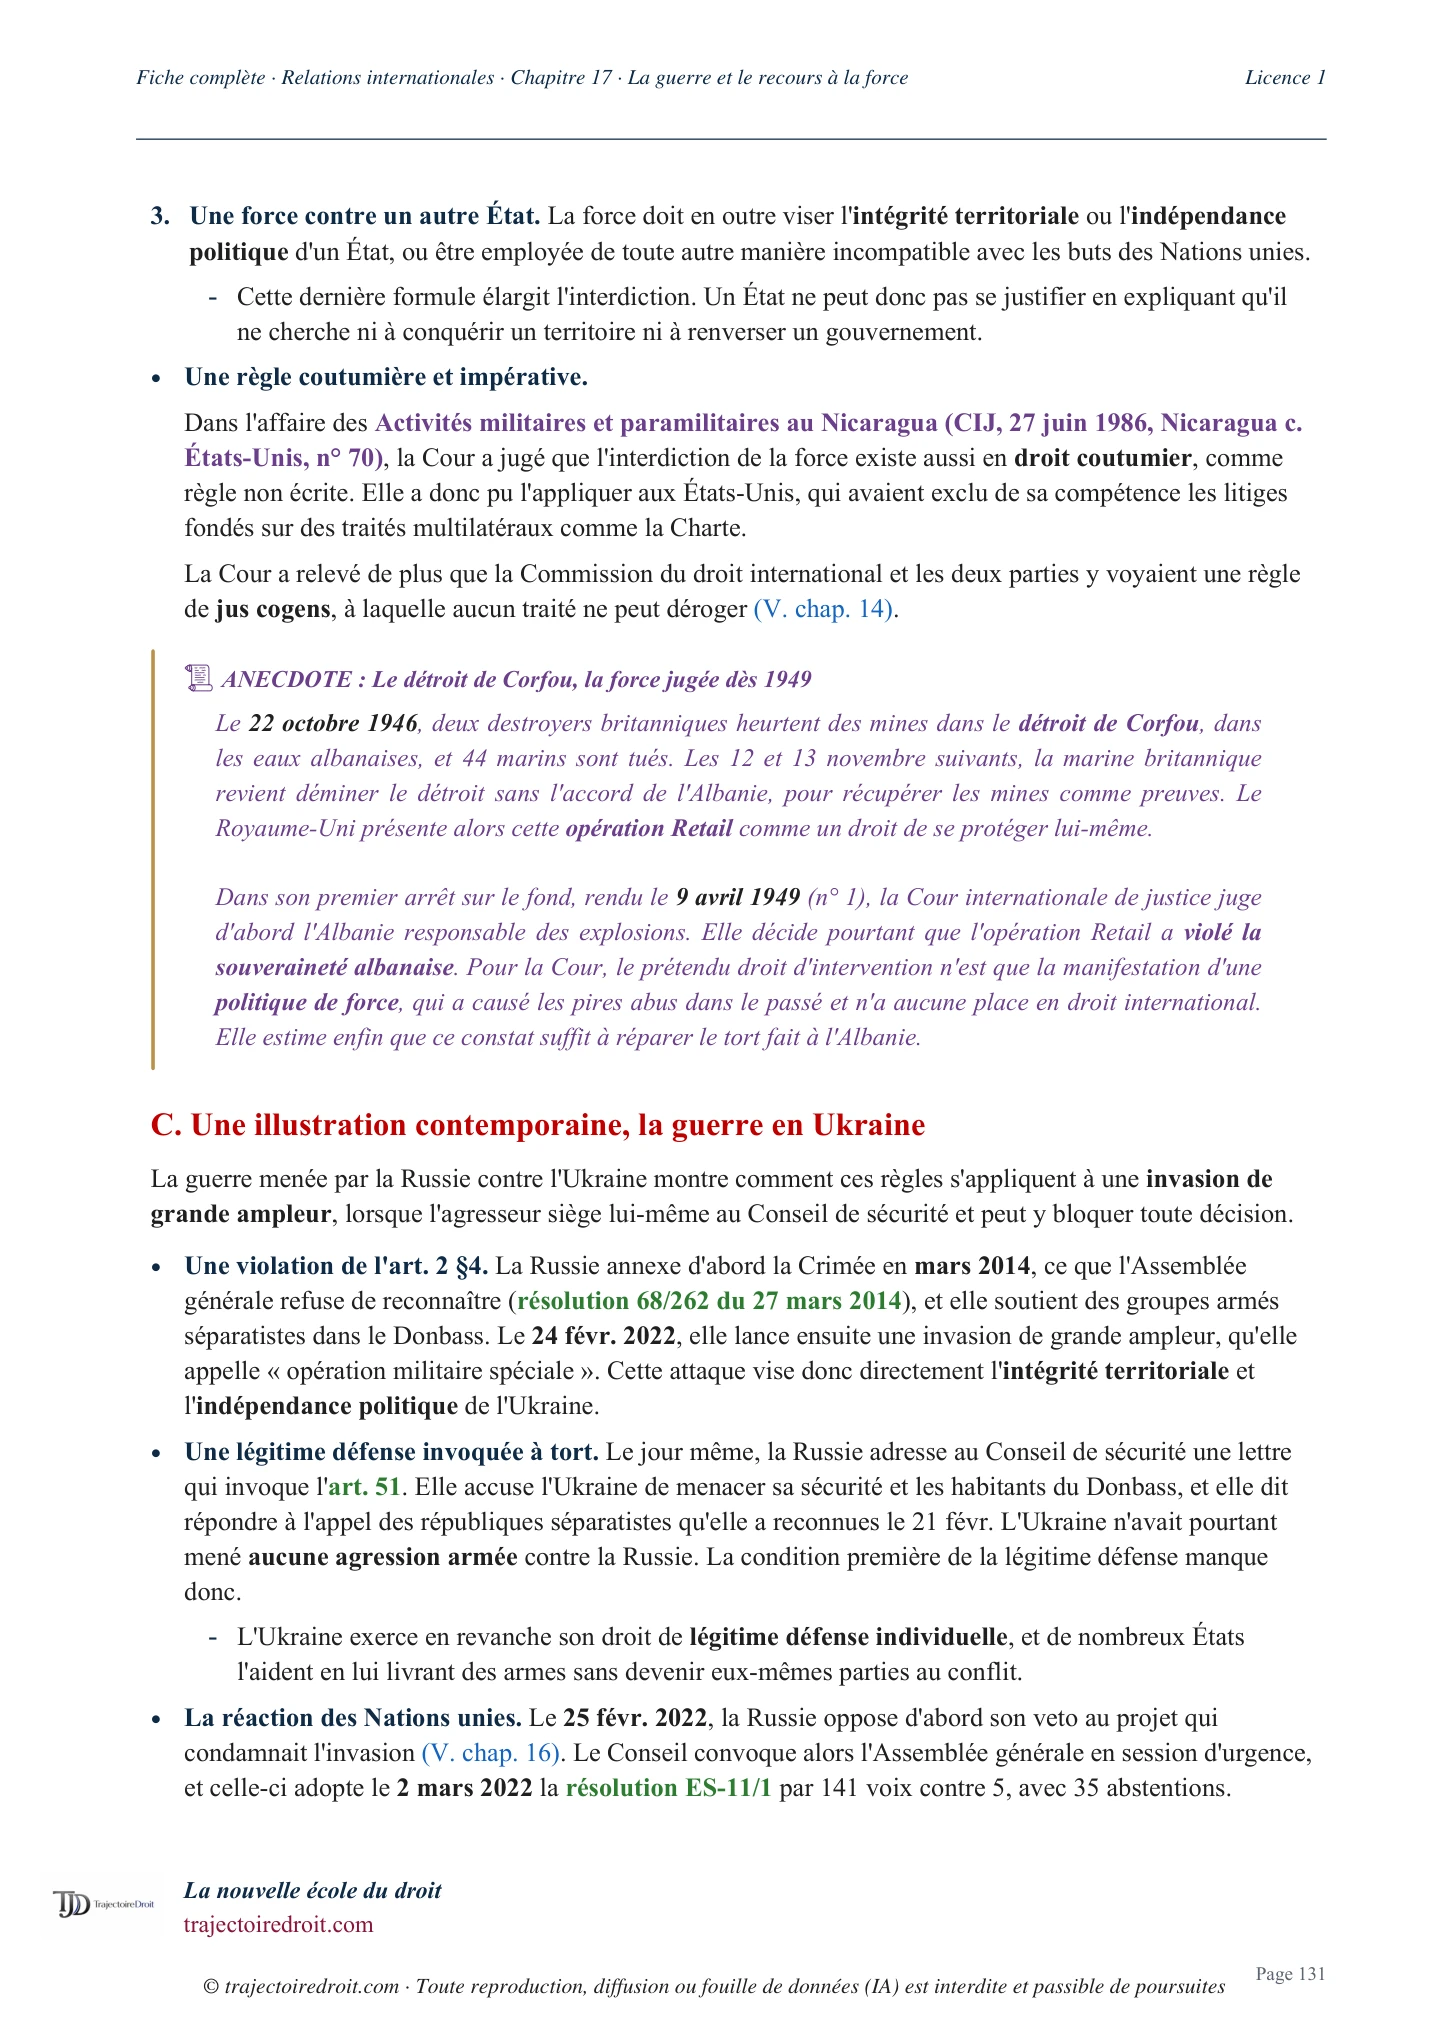 Fiche complète · Relations internationales · Chapitre 17 · La guerre et le recours à la force
Licence 1
3. Une force contre un autre État. La force doit en outre viser l'intégrité territoriale ou l'indépendance
politique d'un État, ou être employée de toute autre manière incompatible avec les buts des Nations unies.
- Cette dernière formule élargit l'interdiction. Un État ne peut donc pas se justifier en expliquant qu'il
ne cherche ni à conquérir un territoire ni à renverser un gouvernement.
• Une règle coutumière et impérative.
Dans l'affaire des Activités militaires et paramilitaires au Nicaragua (CIJ, 27 juin 1986, Nicaragua c.
États-Unis, n° 70), la Cour a jugé que l'interdiction de la force existe aussi en droit coutumier, comme
règle non écrite. Elle a donc pu l'appliquer aux États-Unis, qui avaient exclu de sa compétence les litiges
fondés sur des traités multilatéraux comme la Charte.
La Cour a relevé de plus que la Commission du droit international et les deux parties y voyaient une règle
de jus cogens, à laquelle aucun traité ne peut déroger (V. chap. 14).
ANECDOTE : Le détroit de Corfou, la force jugée dès 1949
Le 22 octobre 1946, deux destroyers britanniques heurtent des mines dans le détroit de Corfou, dans
les eaux albanaises, et 44 marins sont tués. Les 12 et 13 novembre suivants, la marine britannique
revient déminer le détroit sans l'accord de l'Albanie, pour récupérer les mines comme preuves. Le
Royaume-Uni présente alors cette opération Retail comme un droit de se protéger lui-même.
Dans son premier arrêt sur le fond, rendu le 9 avril 1949 (n° 1), la Cour internationale de justice juge
d'abord l'Albanie responsable des explosions. Elle décide pourtant que l'opération Retail a violé la
souveraineté albanaise. Pour la Cour, le prétendu droit d'intervention n'est que la manifestation d'une
politique de force, qui a causé les pires abus dans le passé et n'a aucune place en droit international.
Elle estime enfin que ce constat suffit à réparer le tort fait à l'Albanie.
C. Une illustration contemporaine, la guerre en Ukraine
La guerre menée par la Russie contre l'Ukraine montre comment ces règles s'appliquent à une invasion de
grande ampleur, lorsque l'agresseur siège lui-même au Conseil de sécurité et peut y bloquer toute décision.
• Une violation de l'art. 2 §4. La Russie annexe d'abord la Crimée en mars 2014, ce que l'Assemblée
générale refuse de reconnaître (résolution 68/262 du 27 mars 2014), et elle soutient des groupes armés
séparatistes dans le Donbass. Le 24 févr. 2022, elle lance ensuite une invasion de grande ampleur, qu'elle
appelle « opération militaire spéciale ». Cette attaque vise donc directement l'intégrité territoriale et
l'indépendance politique de l'Ukraine.
• Une légitime défense invoquée à tort. Le jour même, la Russie adresse au Conseil de sécurité une lettre
qui invoque l'art. 51. Elle accuse l'Ukraine de menacer sa sécurité et les habitants du Donbass, et elle dit
répondre à l'appel des républiques séparatistes qu'elle a reconnues le 21 févr. L'Ukraine n'avait pourtant
mené aucune agression armée contre la Russie. La condition première de la légitime défense manque
donc.
- L'Ukraine exerce en revanche son droit de légitime défense individuelle, et de nombreux États
l'aident en lui livrant des armes sans devenir eux-mêmes parties au conflit.
• La réaction des Nations unies. Le 25 févr. 2022, la Russie oppose d'abord son veto au projet qui
condamnait l'invasion (V. chap. 16). Le Conseil convoque alors l'Assemblée générale en session d'urgence,
et celle-ci adopte le 2 mars 2022 la résolution ES-11/1 par 141 voix contre 5, avec 35 abstentions.
TJD TrajectoireDroit
La nouvelle école du droit
trajectoiredroit.com
© trajectoiredroit.com · Toute reproduction, diffusion ou fouille de données (IA) est interdite et passible de poursuites
Page 131